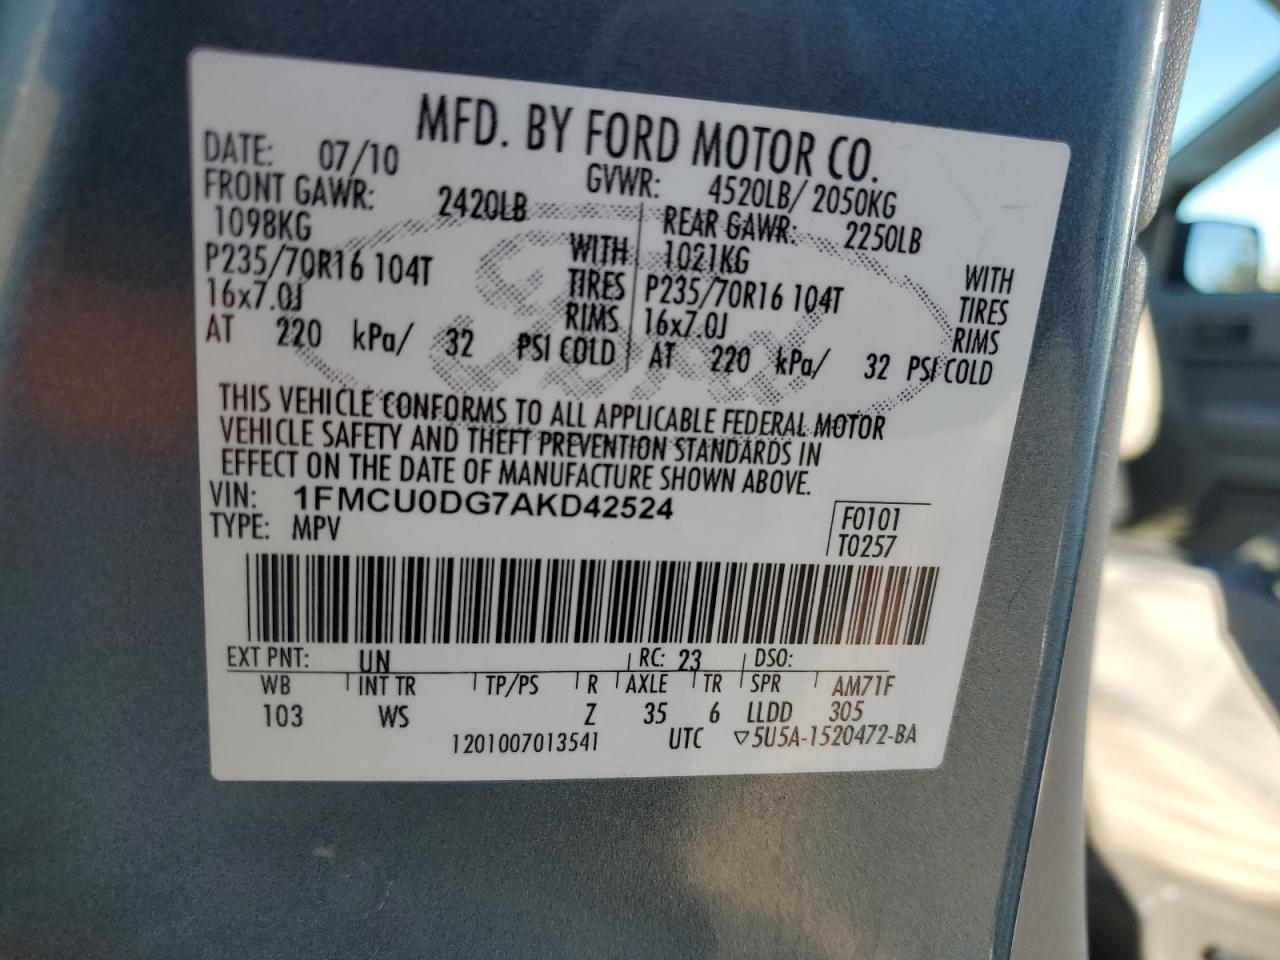 MFD. BY FORD MOTOR CO.
DATE: 07/10 GVWR: 4520LB/ 2050KG
FRONT GAWR: 2420LB REAR GAWR: 2250LB
1098KG WITH 1021KG WITH
P235/70R16 104T TIRES P235/70R16 104T TIRES
16x7.0J RIMS 16x7.0J RIMS
AT 220 kPa/ 32 PSI COLD AT 220 kPa/ 32 PSI COLD
Ford
THIS VEHICLE CONFORMS TO ALL APPLICABLE FEDERAL MOTOR
VEHICLE SAFETY AND THEFT PREVENTION STANDARDS IN
EFFECT ON THE DATE OF MANUFACTURE SHOWN ABOVE.
VIN: 1FMCU0DG7AKD42524 F0101
TYPE: MPV T0257
EXT PNT: UN RC: 23 DSO:
WB INT TR TP/PS R AXLE TR SPR AM71F
103 WS Z 35 6 LLDD 305
1201007013541 UTC ▽5U5A-1520472-BA